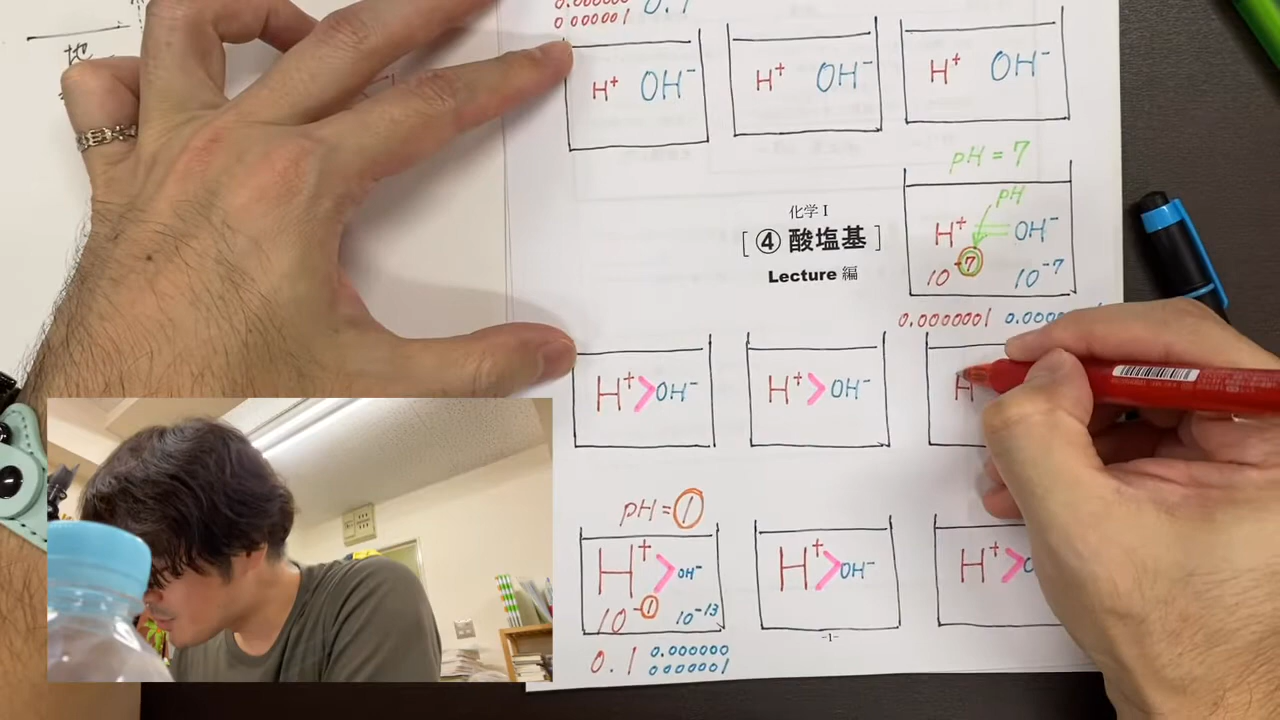 地
0.000001 0.1
H⁺ OH⁻
H⁺ OH⁻
H⁺ OH⁻
pH = 7
pH
H⁺ = OH⁻
10⁻⁷ 10⁻⁷
0.0000001
化学Ⅰ
[ ④ 酸塩基 ]
Lecture 編
H⁺ > OH⁻
H⁺ > OH⁻
H
pH = 1
H⁺ > OH⁻
10⁻¹ 10⁻¹³
0.1 0.000000
0000001
H⁺ > OH⁻
H⁺ >
-1-